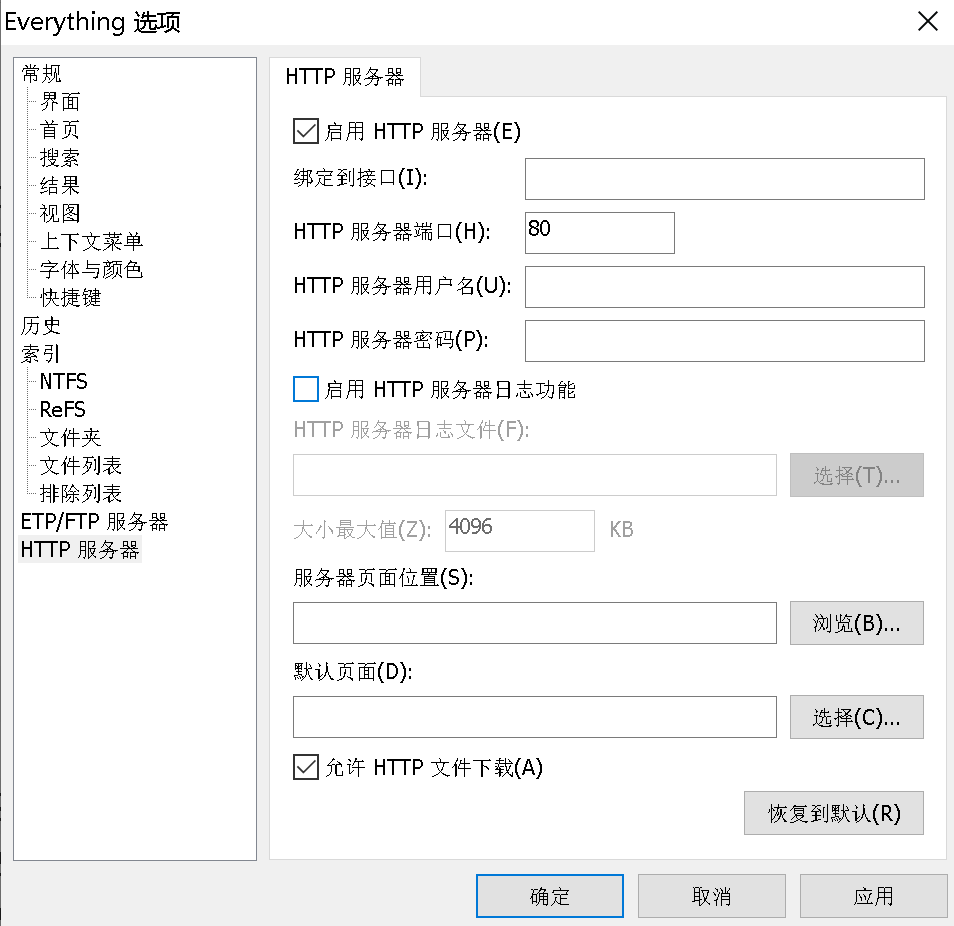 Everything 选项
常规
界面
首页
搜索
结果
视图
上下文菜单
字体与颜色
快捷键
历史
索引
NTFS
ReFS
文件夹
文件列表
排除列表
ETP/FTP 服务器
HTTP 服务器
HTTP 服务器
启用 HTTP 服务器(E)
绑定到接口(I):
HTTP 服务器端口(H): 80
HTTP 服务器用户名(U):
HTTP 服务器密码(P):
启用 HTTP 服务器日志功能
HTTP 服务器日志文件(F):
选择(T)...
大小最大值(Z): 4096 KB
服务器页面位置(S):
浏览(B)...
默认页面(D):
选择(C)...
允许 HTTP 文件下载(A)
恢复到默认(R)
确定 取消 应用